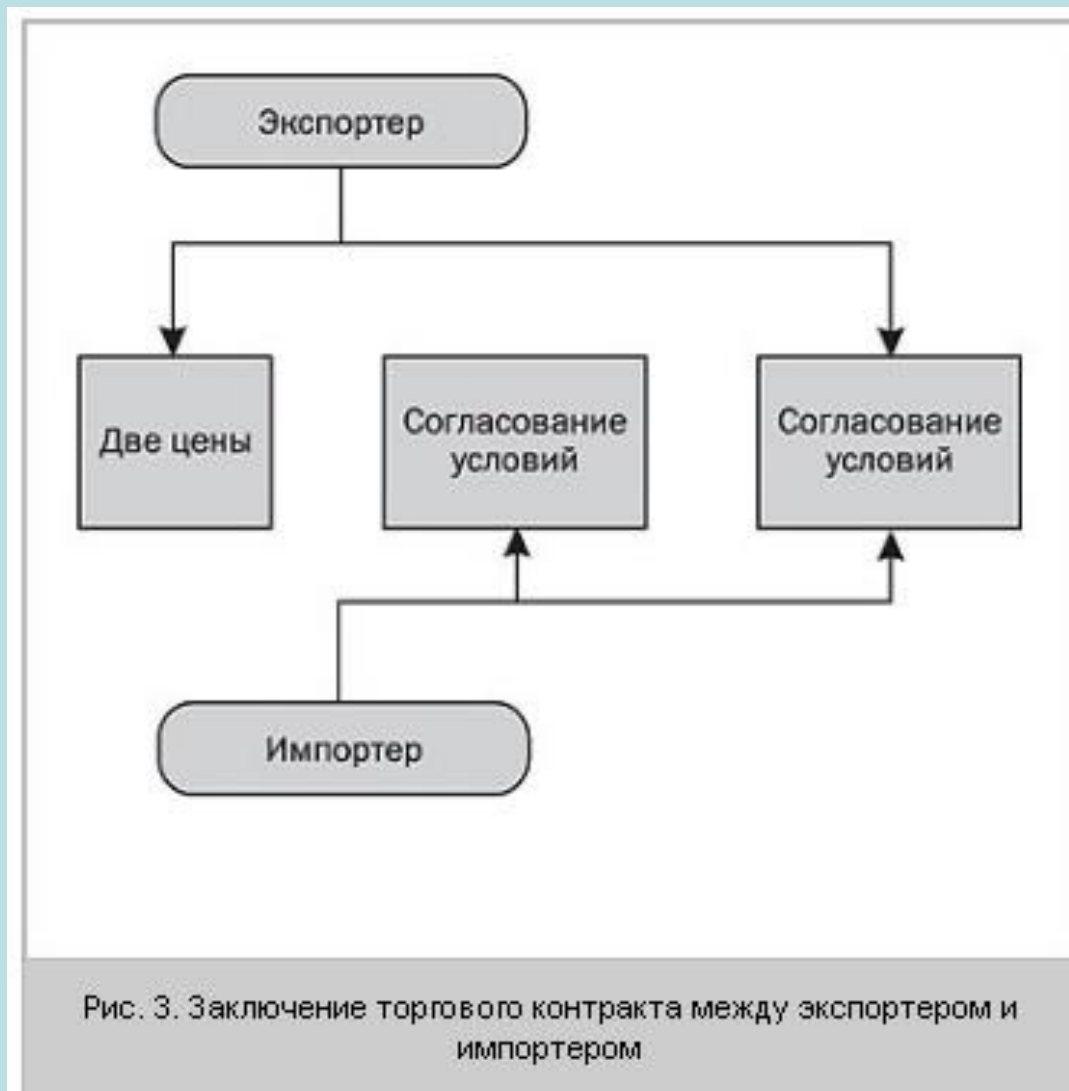 Экспортер
Две цены
Согласование
условий
Согласование
условий
Импортер
Рис. 3. Заключение торгового контракта между экспортером и
импортером